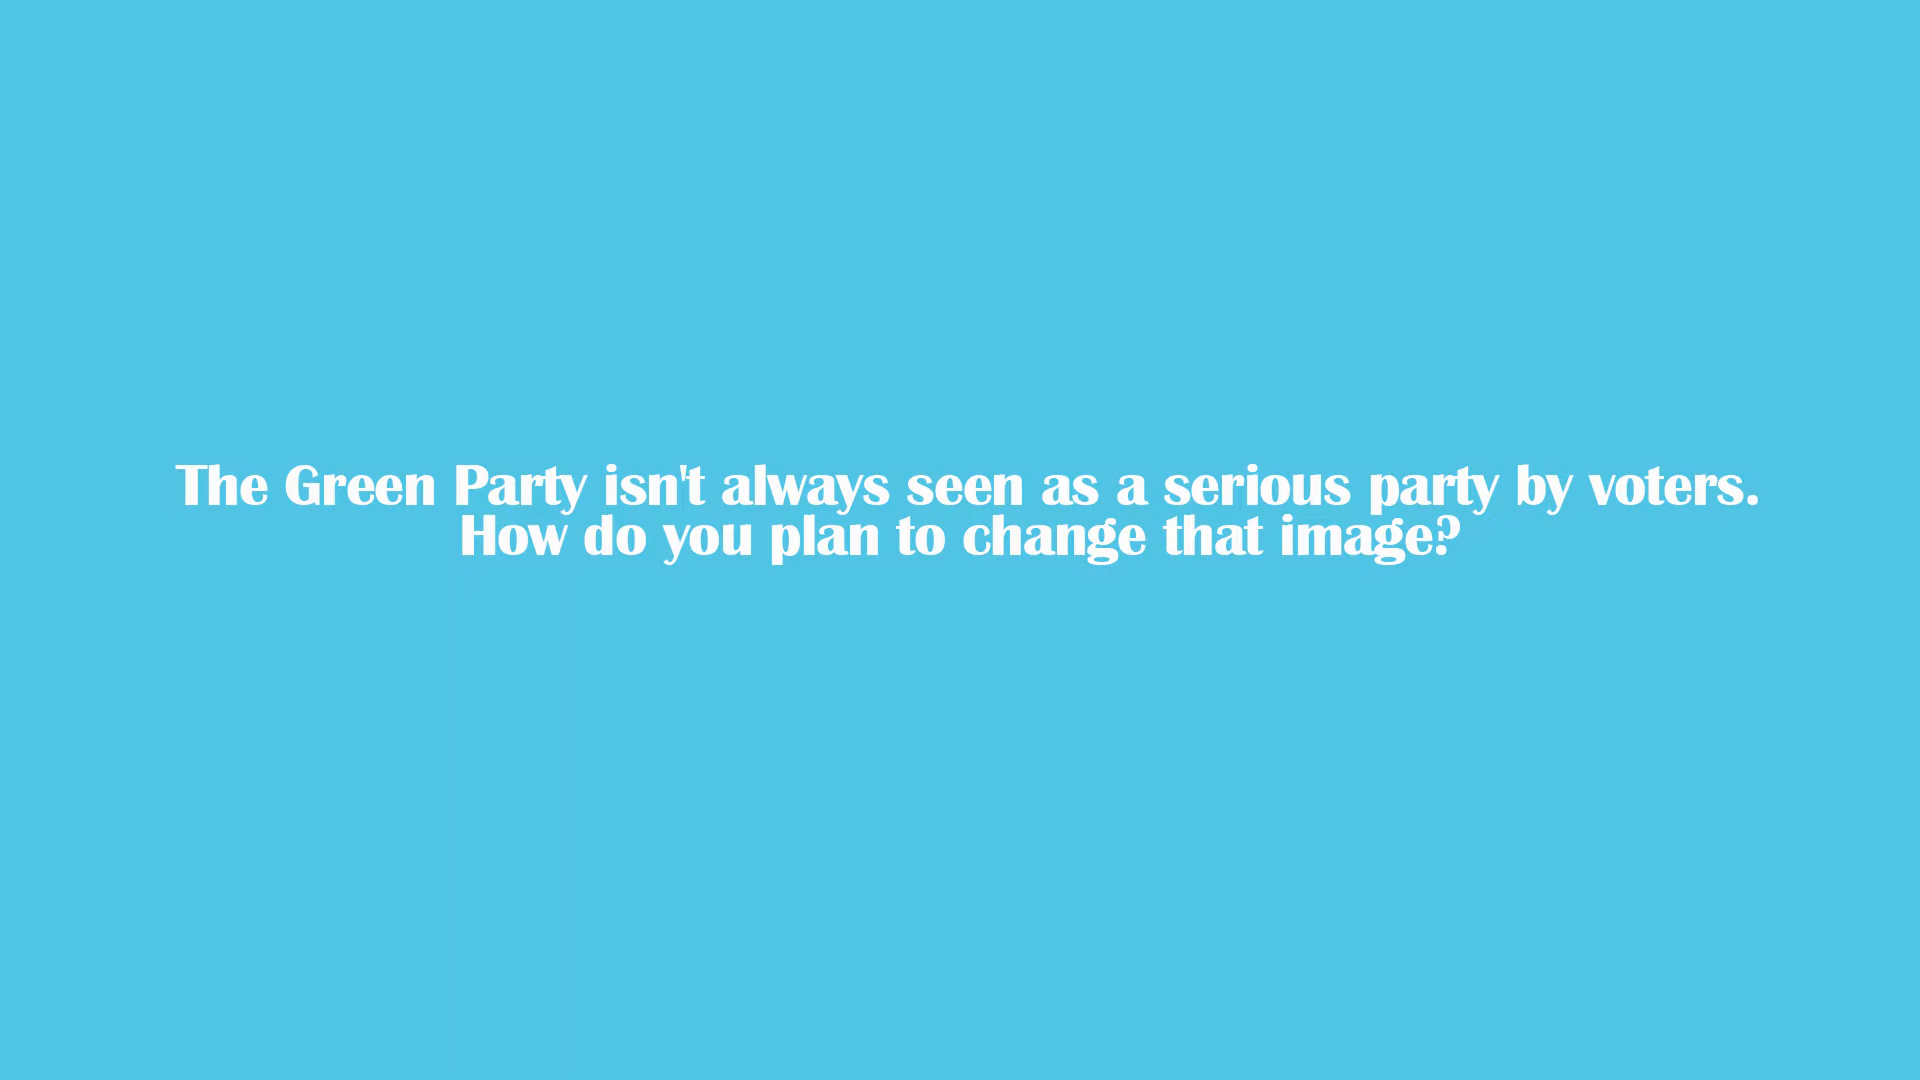 The Green Party isn't always seen as a serious party by voters.
How do you plan to change that image?